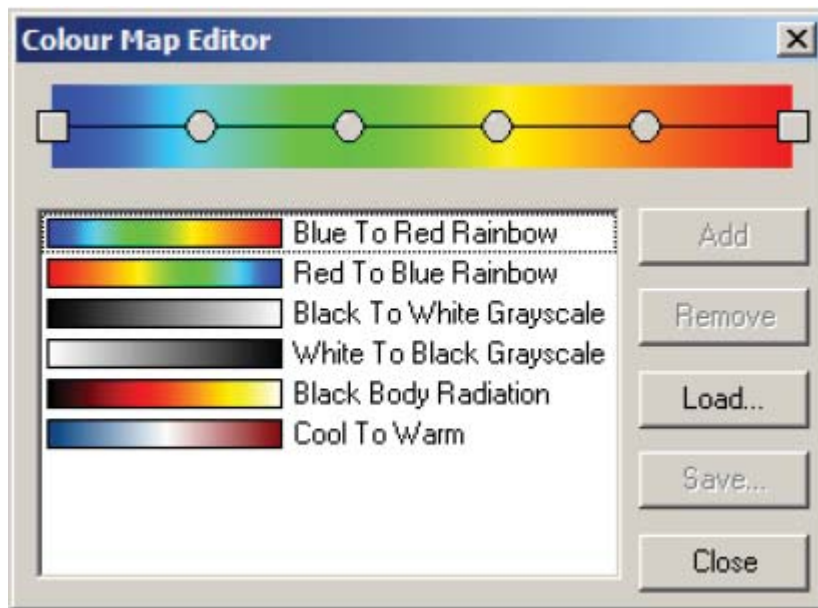 Colour Map Editor
Blue To Red Rainbow
Red To Blue Rainbow
Black To White Grayscale
White To Black Grayscale
Black Body Radiation
Cool To Warm
Add
Remove
Load...
Save...
Close